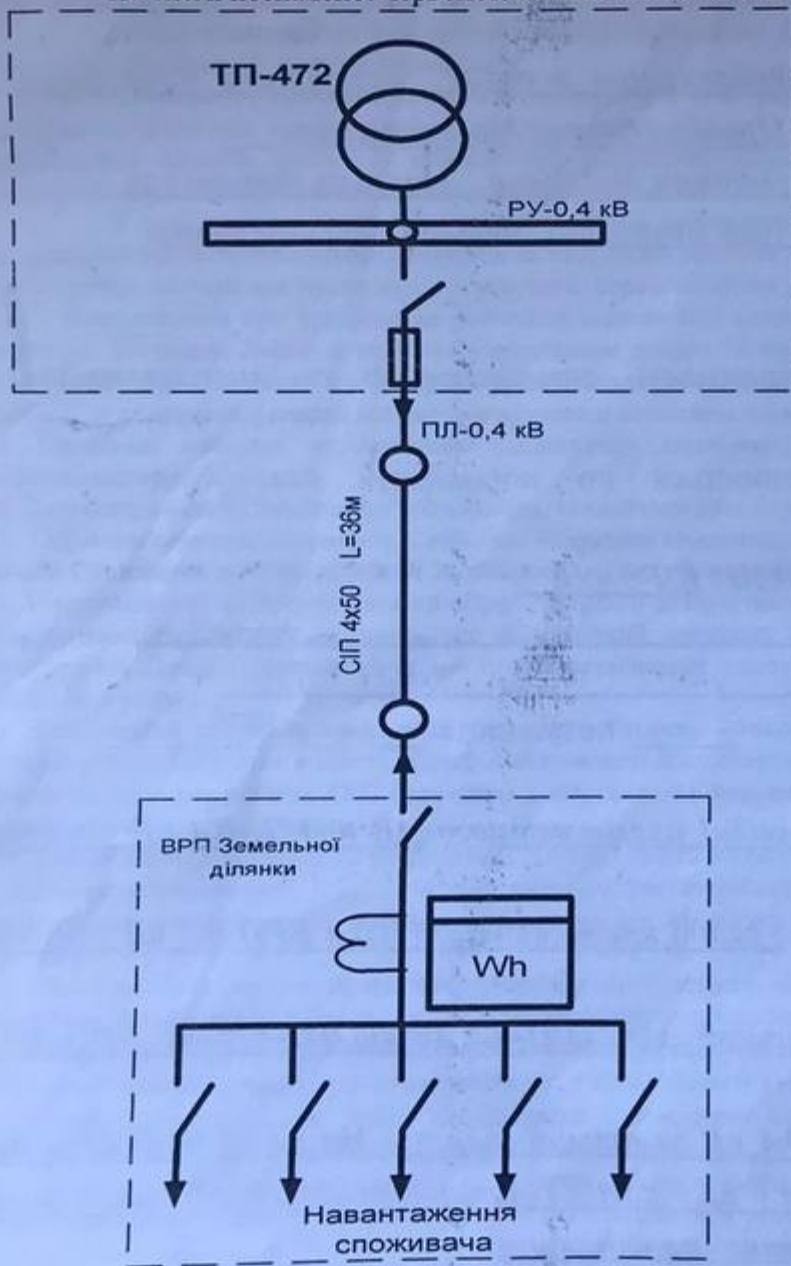 ТП-472
РУ-0,4 кВ
ПЛ-0,4 кВ
СІП 4х50 L=36м
ВРП Земельної
ділянки
Wh
Навантаження
споживача